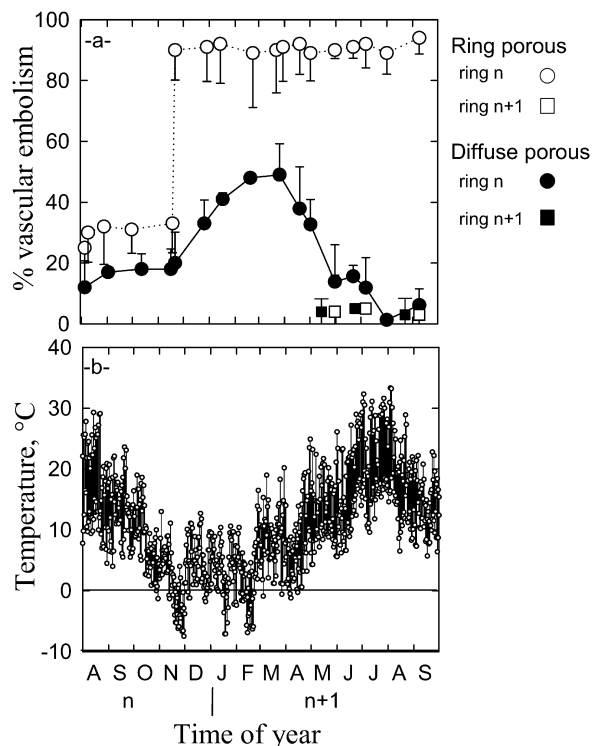 100
80
60
40
20
0
% vascular embolism
-a-
Ring porous
ring n
ring n+1
Diffuse porous
ring n
ring n+1
40
30
20
10
0
-10
Temperature, °C
-b-
A S O N D J F M A M J J A S
n | n+1
Time of year